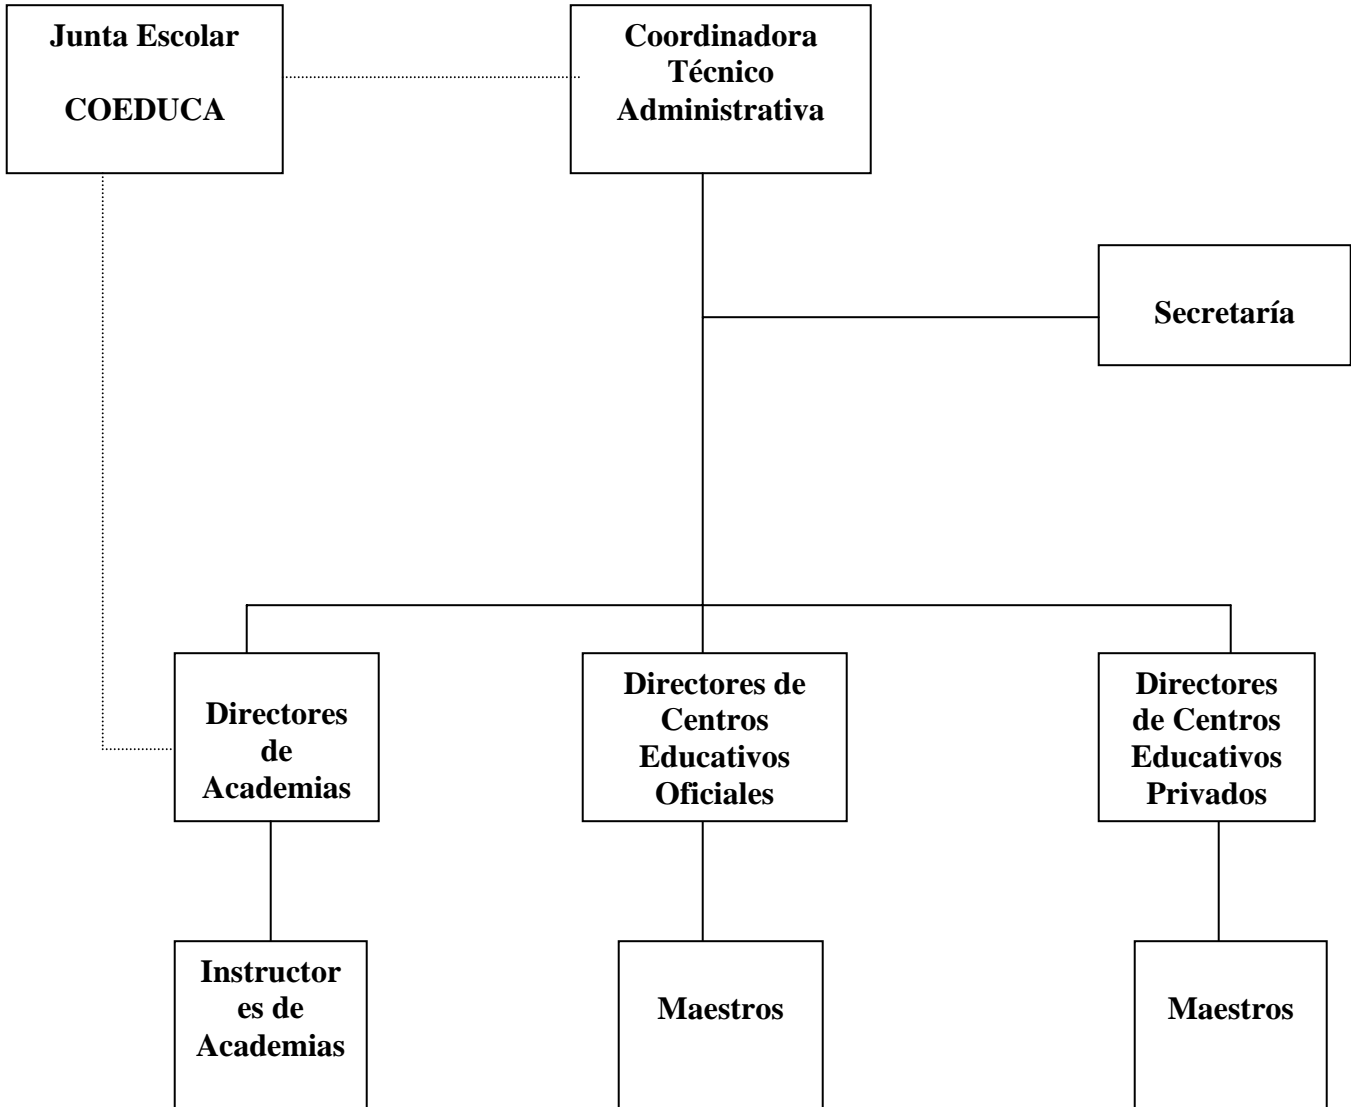 Junta Escolar
COEDUCA
Coordinadora
Técnico
Administrativa
Secretaría
Directores
de
Academias
Directores de
Centros
Educativos
Oficiales
Directores
de Centros
Educativos
Privados
Instructor
es de
Academias
Maestros
Maestros